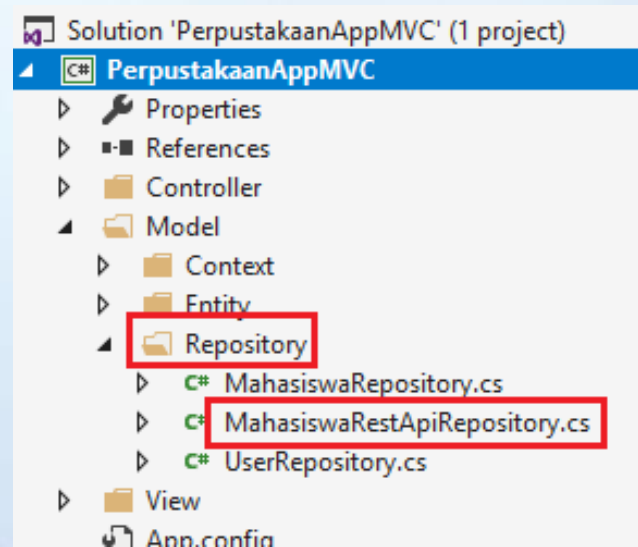 Solution 'PerpustakaanAppMVC' (1 project)
C# PerpustakaanAppMVC
Properties
References
Controller
Model
Context
Entity
Repository
C# MahasiswaRepository.cs
C# MahasiswaRestApiRepository.cs
C# UserRepository.cs
View
App.config